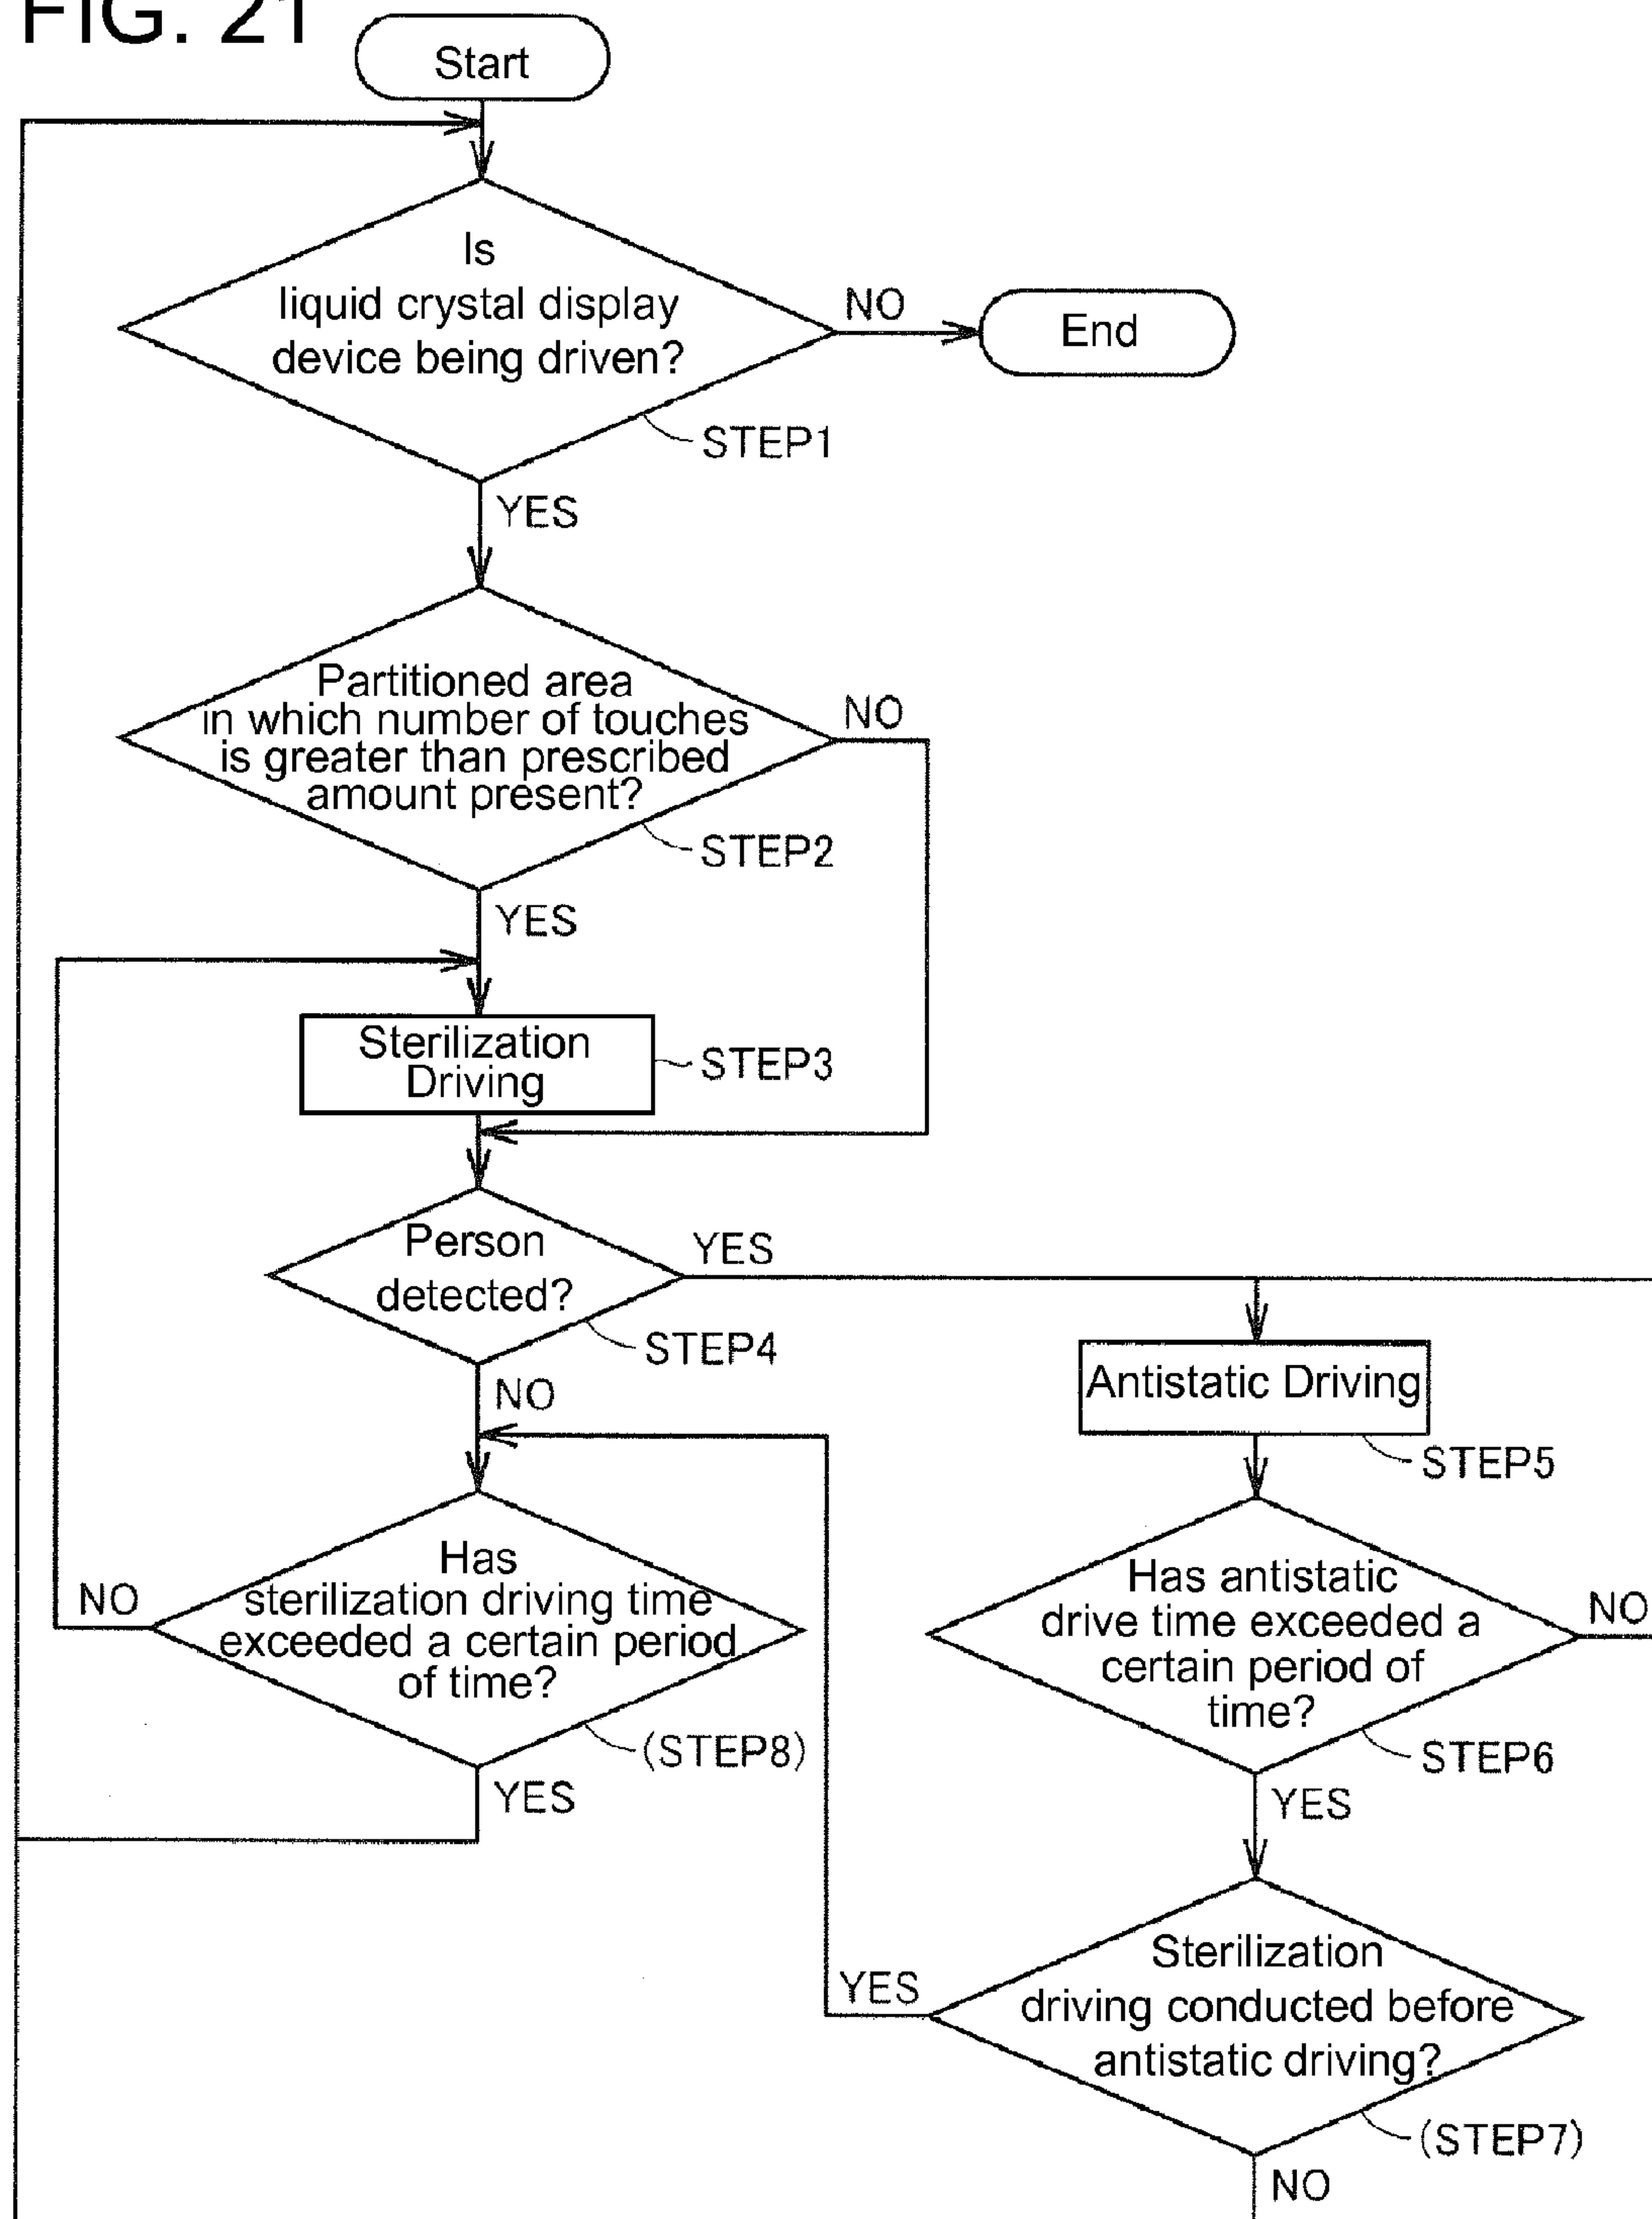 FIG. 21
Start
Is
liquid crystal display
device being driven?
NO
End
STEP1
YES
Partitioned area
in which number of touches
is greater than prescribed
amount present?
NO
STEP2
YES
Sterilization
Driving
STEP3
Person
detected?
YES
STEP4
NO
Antistatic Driving
STEP5
Has
sterilization driving time
exceeded a certain period
of time?
NO
(STEP8)
YES
Has antistatic
drive time exceeded a
certain period of
time?
NO
STEP6
YES
Sterilization
driving conducted before
antistatic driving?
YES
(STEP7)
NO